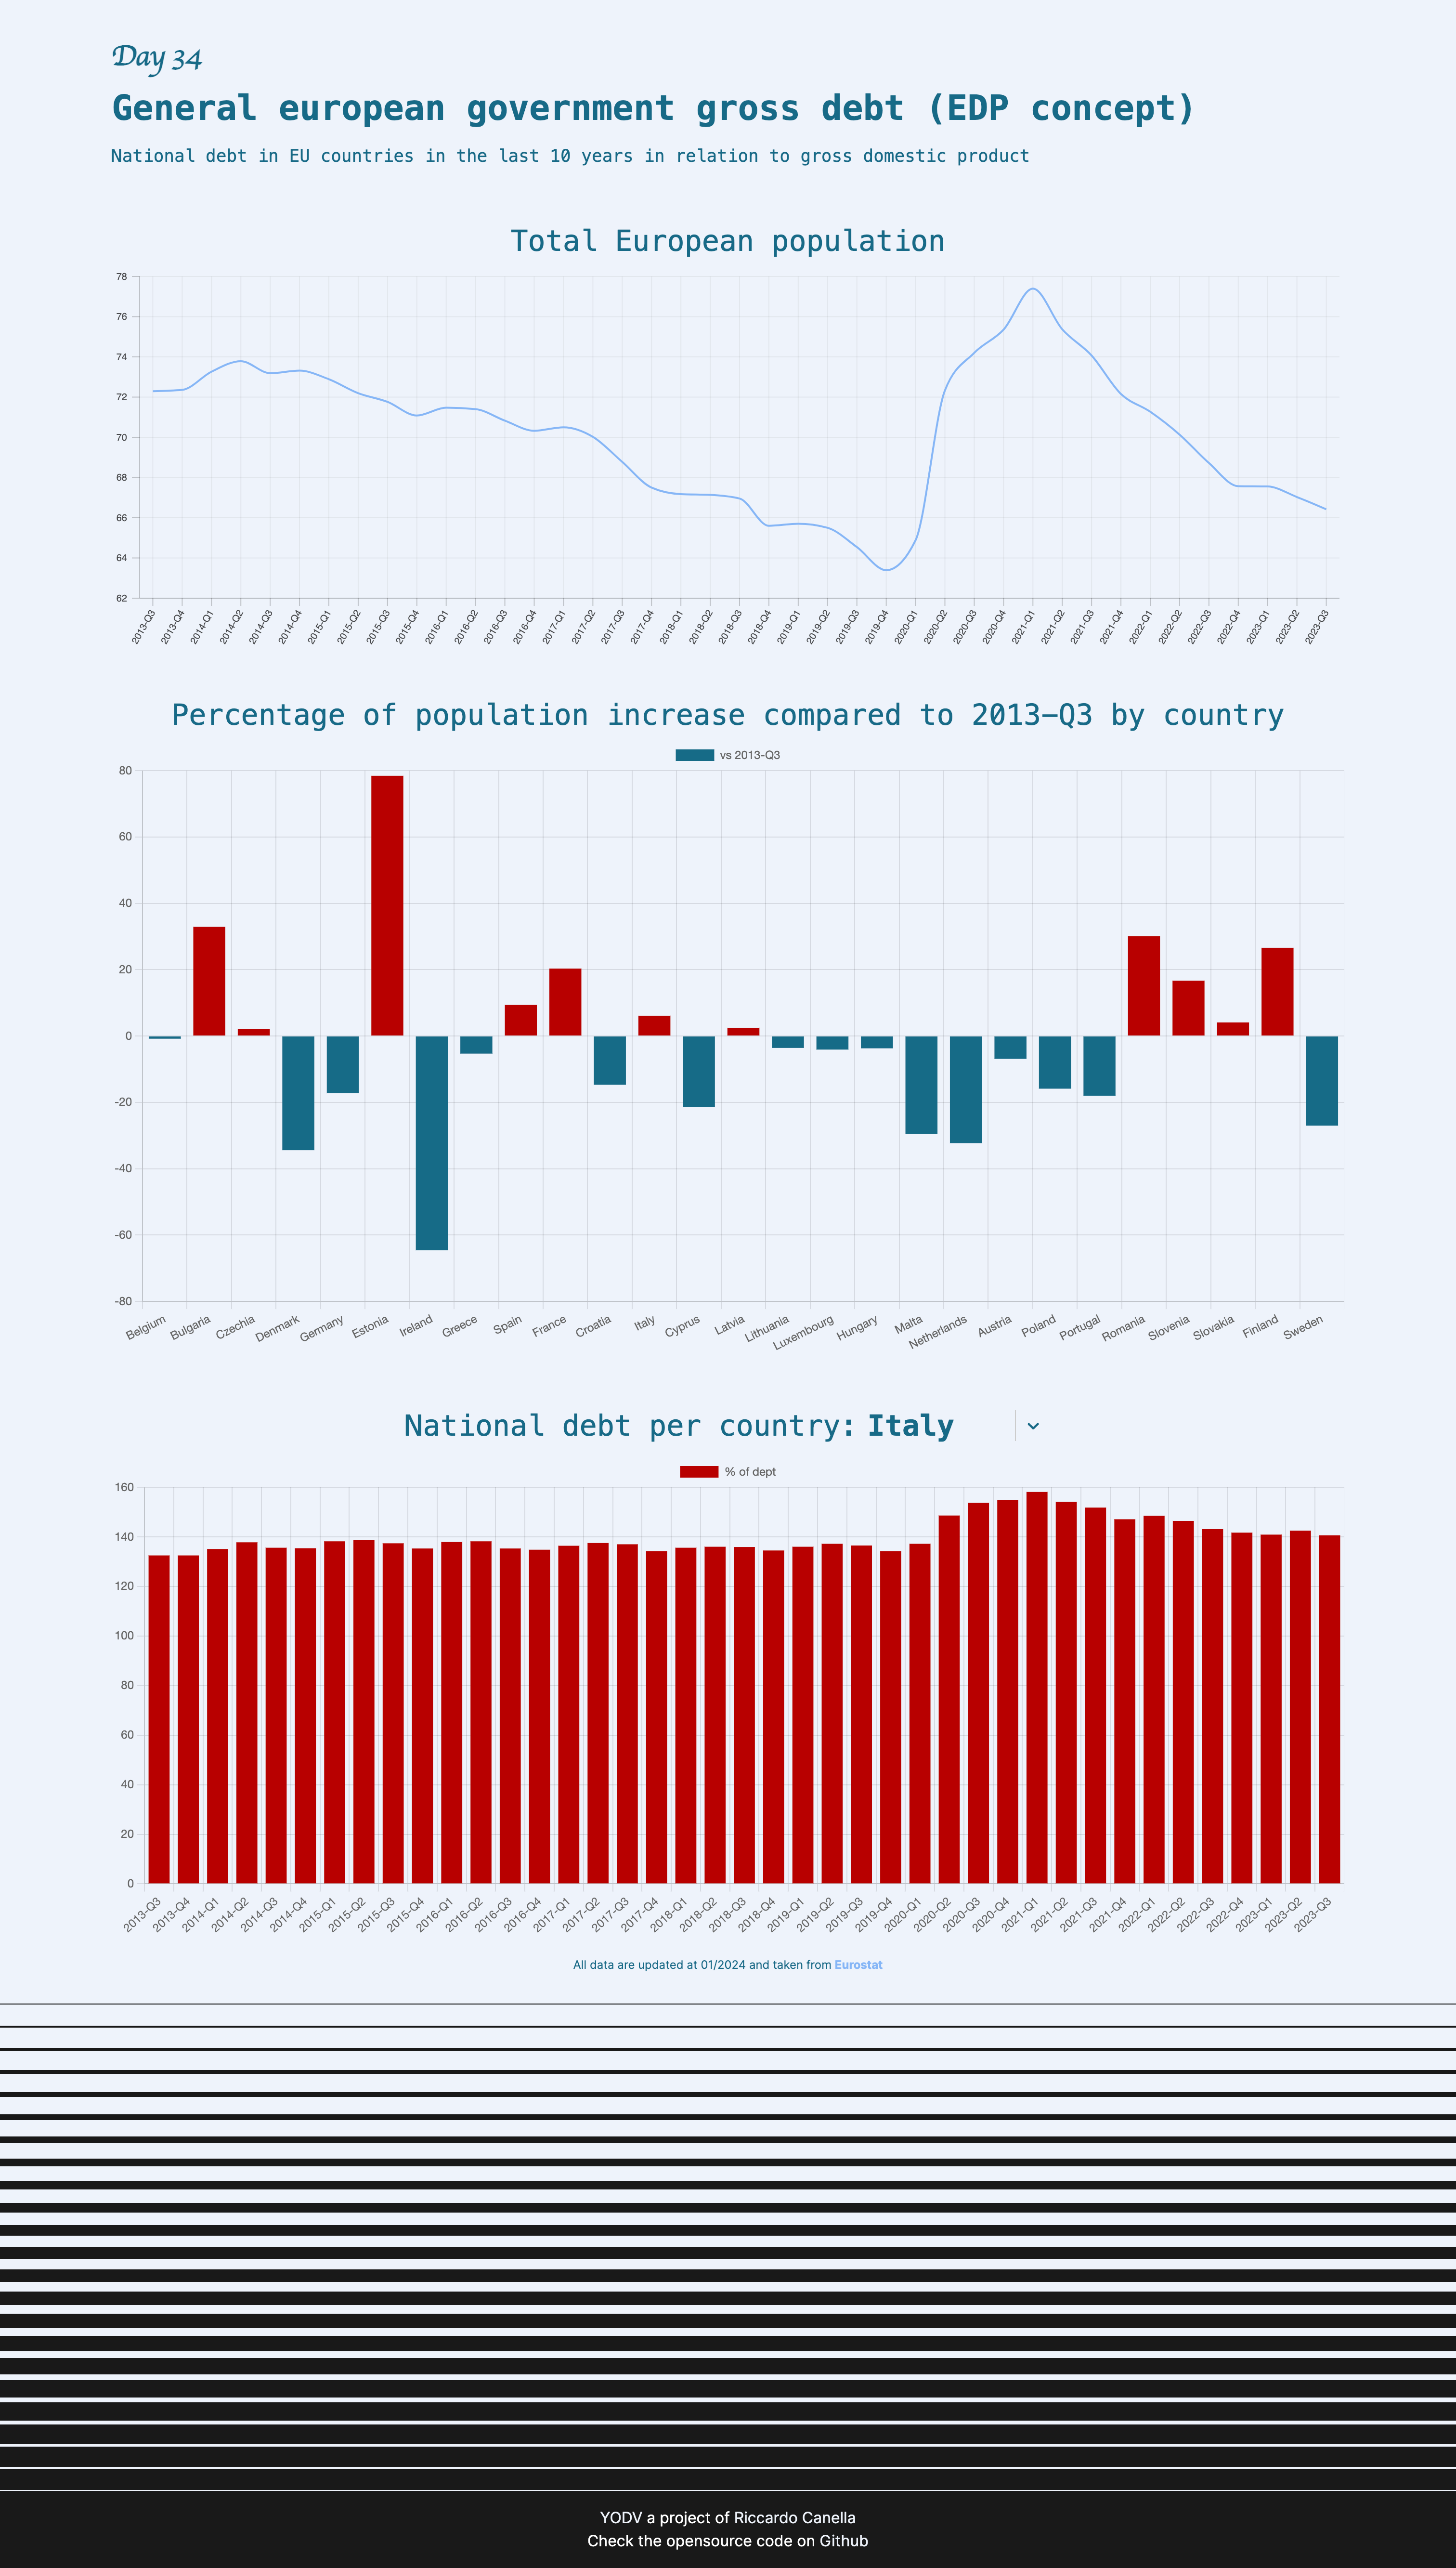 Day 34
General european government gross debt (EDP concept)
National debt in EU countries in the last 10 years in relation to gross domestic product
Total European population
78
76
74
72
70
68
66
64
62
2013-Q3 2013-Q4 2014-Q1 2014-Q2 2014-Q3 2014-Q4 2015-Q1 2015-Q2 2015-Q3 2015-Q4 2016-Q1 2016-Q2 2016-Q3 2016-Q4 2017-Q1 2017-Q2 2017-Q3 2017-Q4 2018-Q1 2018-Q2 2018-Q3 2018-Q4 2019-Q1 2019-Q2 2019-Q3 2019-Q4 2020-Q1 2020-Q2 2020-Q3 2020-Q4 2021-Q1 2021-Q2 2021-Q3 2021-Q4 2022-Q1 2022-Q2 2022-Q3 2022-Q4 2023-Q1 2023-Q2 2023-Q3
Percentage of population increase compared to 2013-Q3 by country
vs 2013-Q3
80
60
40
20
0
-20
-40
-60
-80
Belgium Bulgaria Czechia Denmark Germany Estonia Ireland Greece Spain France Croatia Italy Cyprus Latvia Lithuania Luxembourg Hungary Malta Netherlands Austria Poland Portugal Romania Slovenia Slovakia Finland Sweden
National debt per country: Italy
% of dept
160
140
120
100
80
60
40
20
0
2013-Q3 2013-Q4 2014-Q1 2014-Q2 2014-Q3 2014-Q4 2015-Q1 2015-Q2 2015-Q3 2015-Q4 2016-Q1 2016-Q2 2016-Q3 2016-Q4 2017-Q1 2017-Q2 2017-Q3 2017-Q4 2018-Q1 2018-Q2 2018-Q3 2018-Q4 2019-Q1 2019-Q2 2019-Q3 2019-Q4 2020-Q1 2020-Q2 2020-Q3 2020-Q4 2021-Q1 2021-Q2 2021-Q3 2021-Q4 2022-Q1 2022-Q2 2022-Q3 2022-Q4 2023-Q1 2023-Q2 2023-Q3
All data are updated at 01/2024 and taken from Eurostat
YODV a project of Riccardo Canella
Check the opensource code on Github